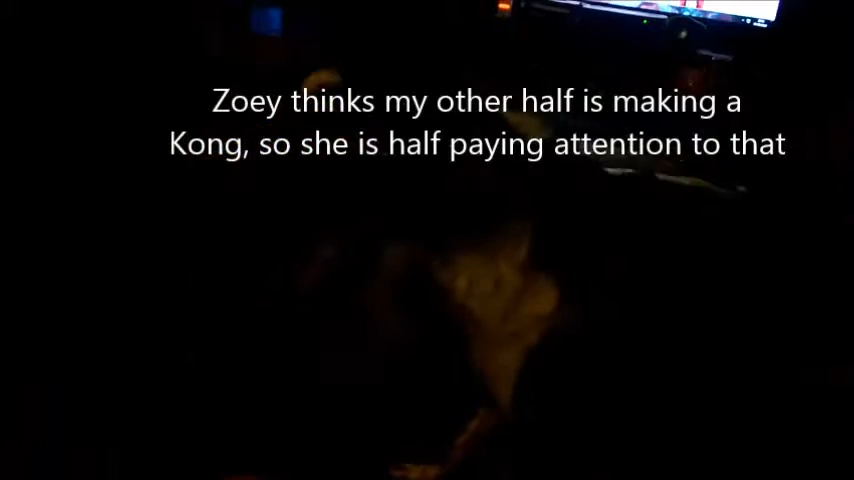 Zoey thinks my other half is making a
Kong, so she is half paying attention to that